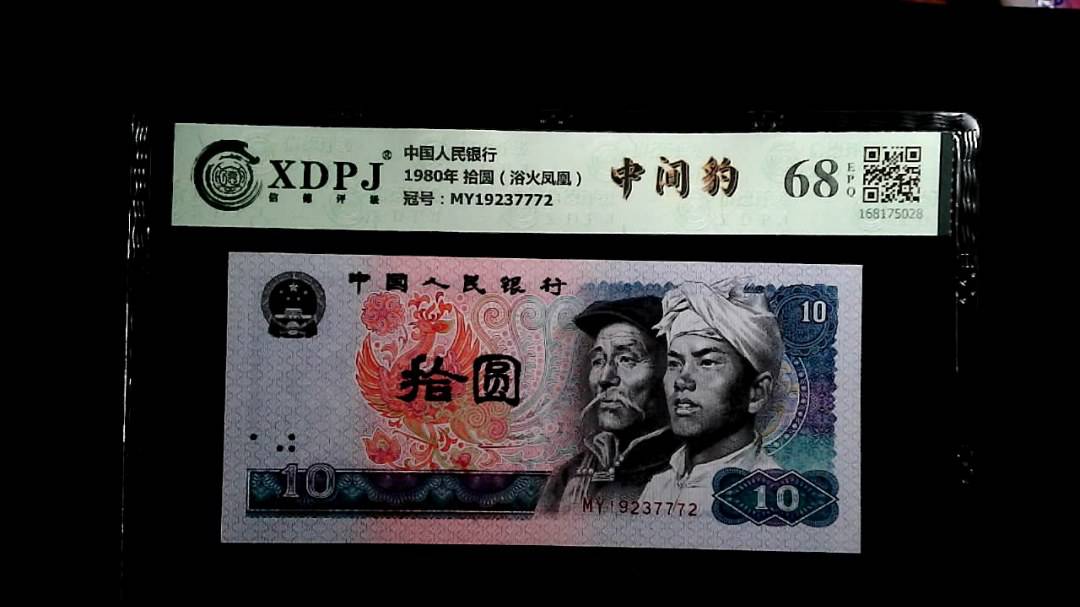 XDPJ®
信德评级
中国人民银行
1980年 拾圆（浴火凤凰）
冠号：MY19237772
中间豹
68
EPQ
168175028
中国人民银行
10
拾圆
10
MY19237772
10